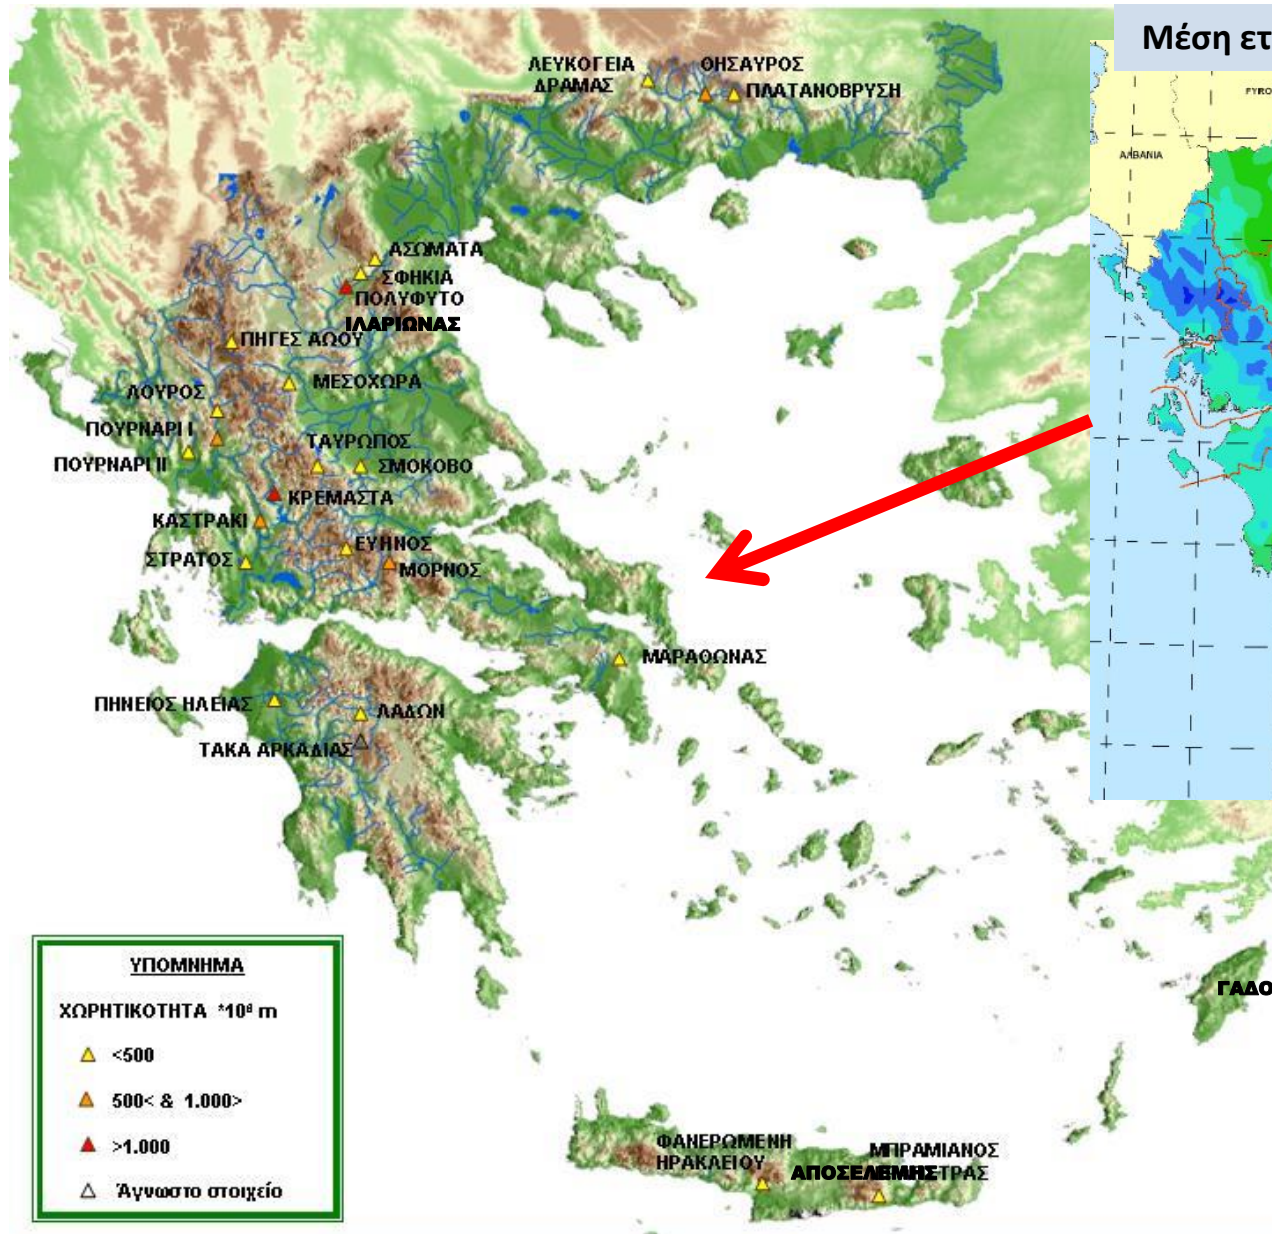 Μέση ετ
ΛΕΥΚΟΓΕΙΑ
ΔΡΑΜΑΣ
ΘΗΣΑΥΡΟΣ
ΠΛΑΤΑΝΟΒΡΥΣΗ
PYRO
ΑΛΒΑΝΙΑ
ΑΣΩΜΑΤΑ
ΣΦΗΚΙΑ
ΠΟΛΥΦΥΤΟ
ΙΛΑΡΙΩΝΑΣ
ΠΗΓΕΣ ΑΩΟΥ
ΜΕΣΟΧΩΡΑ
ΛΟΥΡΟΣ
ΠΟΥΡΝΑΡΙ Ι
ΠΟΥΡΝΑΡΙ ΙΙ
ΤΑΥΡΩΠΟΣ
ΣΜΟΚΟΒΟ
ΚΡΕΜΑΣΤΑ
ΚΑΣΤΡΑΚΙ
ΕΥΗΝΟΣ
ΣΤΡΑΤΟΣ
ΜΟΡΝΟΣ
ΜΑΡΑΘΩΝΑΣ
ΠΗΝΕΙΟΣ ΗΛΕΙΑΣ
ΛΑΔΩΝ
ΤΑΚΑ ΑΡΚΑΔΙΑΣ
ΓΑΔΟ
ΥΠΟΜΝΗΜΑ
ΧΩΡΗΤΙΚΟΤΗΤΑ *10⁶ m
<500
500< & 1.000>
>1.000
Άγνωστο στοιχείο
ΦΑΝΕΡΩΜΕΝΗ
ΗΡΑΚΛΕΙΟΥ
ΜΠΡΑΜΙΑΝΟΣ
ΑΠΟΣΕΛΕΜΗΣ